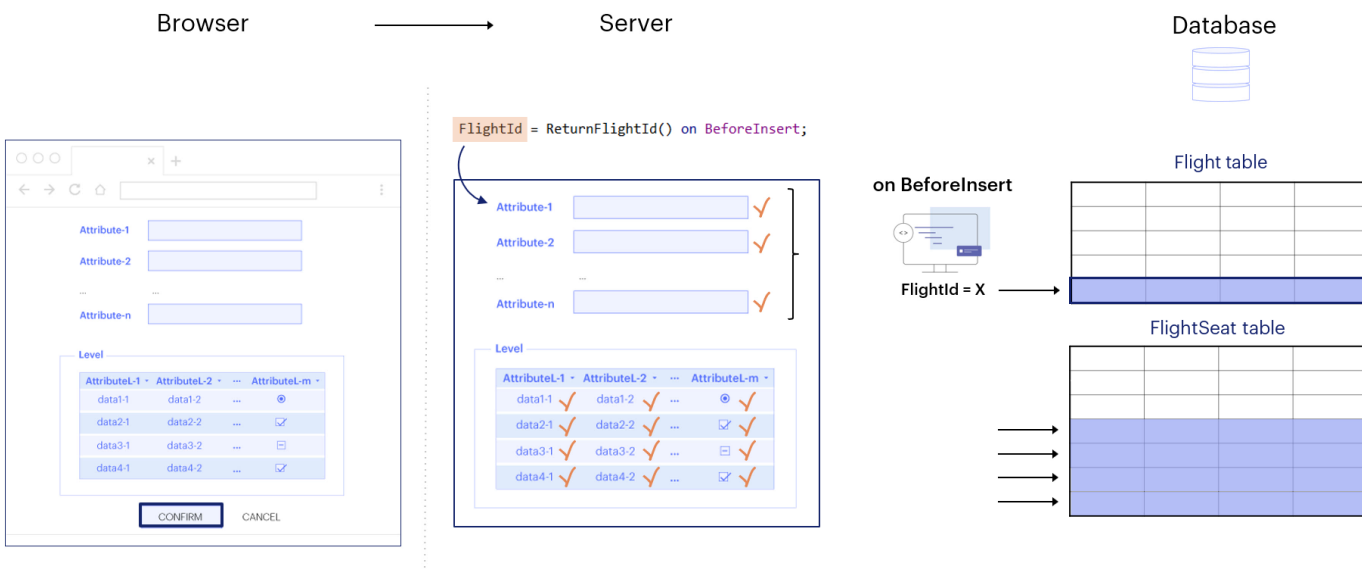 Browser
Server
Database
FlightId = ReturnFlightId() on BeforeInsert;
Attribute-1
Attribute-2
... ...
Attribute-n
Level
AttributeL-1 AttributeL-2 ... AttributeL-m
data1-1 data1-2 ...
data2-1 data2-2 ...
data3-1 data3-2 ...
data4-1 data4-2 ...
CONFIRM CANCEL
Attribute-1
Attribute-2
... ...
Attribute-n
Level
AttributeL-1 AttributeL-2 ... AttributeL-m
data1-1 data1-2 ...
data2-1 data2-2 ...
data3-1 data3-2 ...
data4-1 data4-2 ...
on BeforeInsert
<>
FlightId = X
Flight table
FlightSeat table